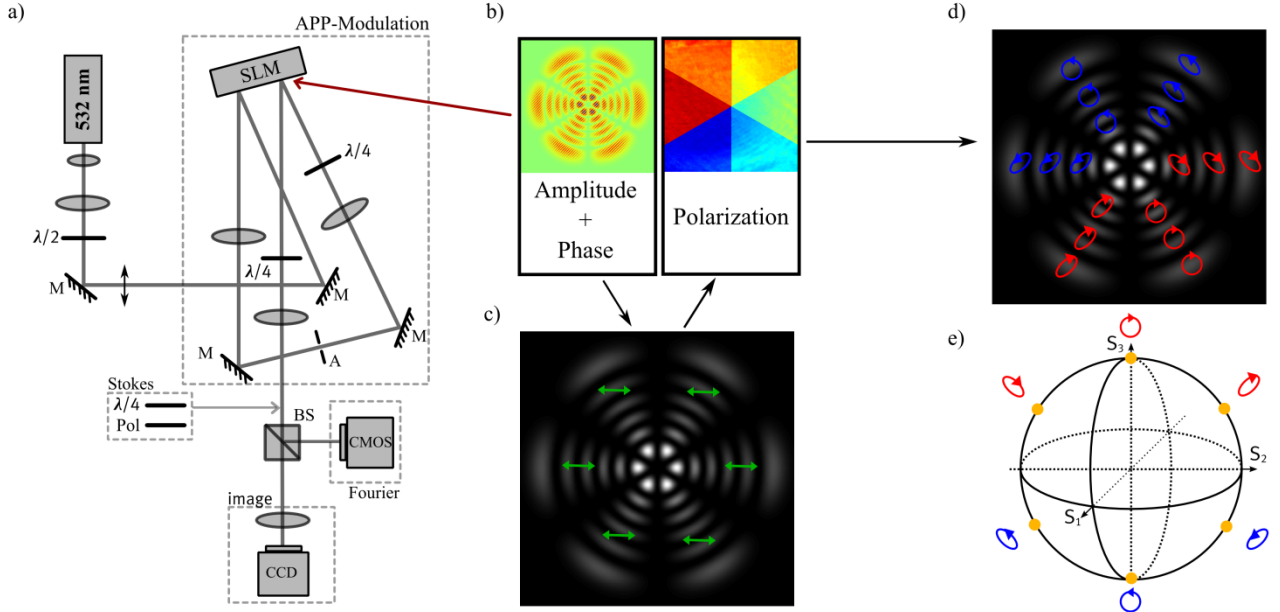 a)
APP-Modulation
SLM
532 nm
λ/4
λ/2
λ/4
M
M
M
M
A
Stokes
λ/4
Pol
BS
CMOS
Fourier
image
CCD
b)
Amplitude
+
Phase
Polarization
c)
d)
e)
S₃
S₂
S₁